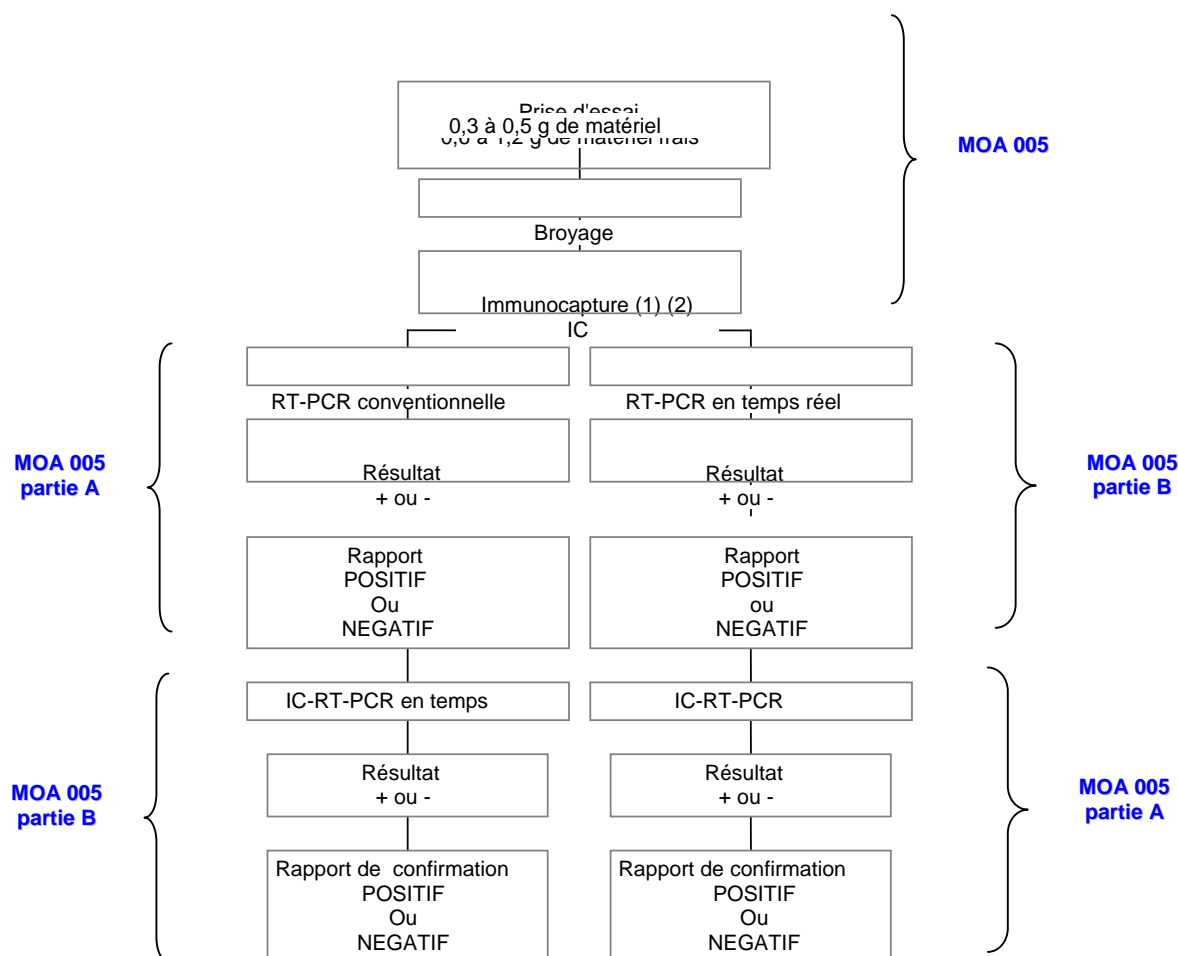 Prise d'essai
0,3 à 0,5 g de matériel
0,6 à 1,2 g de matériel frais
MOA 005
Broyage
Immunocapture (1) (2)
IC
RT-PCR conventionnelle
RT-PCR en temps réel
MOA 005
partie A
Résultat
+ ou -
Résultat
+ ou -
MOA 005
partie B
Rapport
POSITIF
Ou
NEGATIF
Rapport
POSITIF
ou
NEGATIF
IC-RT-PCR en temps
IC-RT-PCR
MOA 005
partie B
Résultat
+ ou -
Résultat
+ ou -
MOA 005
partie A
Rapport de  confirmation
POSITIF
Ou
NEGATIF
Rapport de confirmation
POSITIF
Ou
NEGATIF